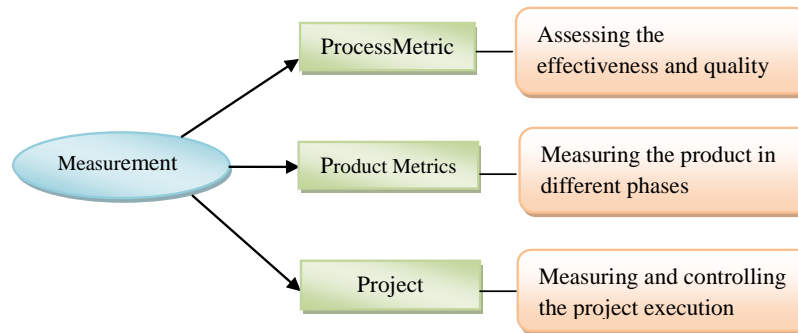 ProcessMetric
Assessing the
effectiveness and quality
Measurement
Product Metrics
Measuring the product in
different phases
Project
Measuring and controlling
the project execution